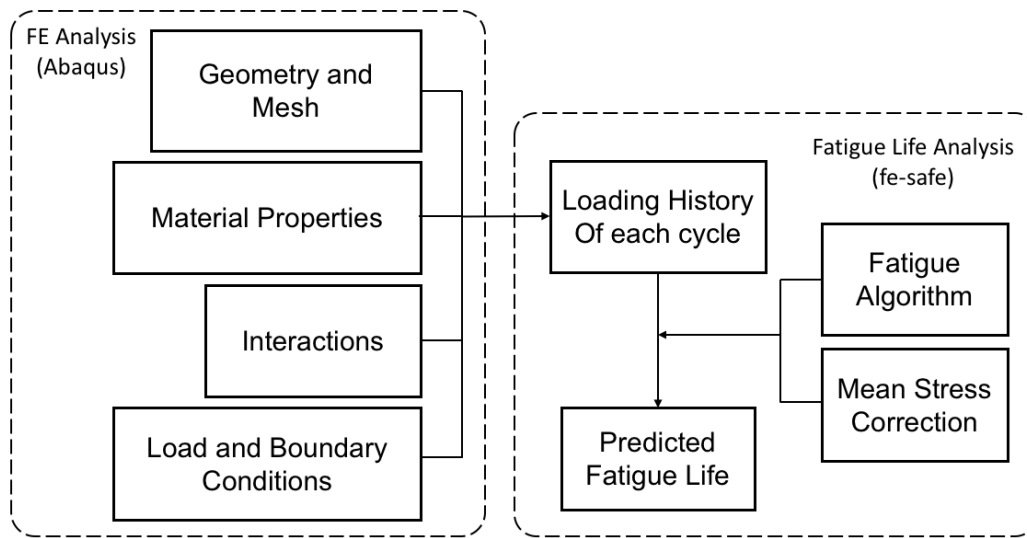 FE Analysis
(Abaqus)
Geometry and
Mesh
Material Properties
Interactions
Load and Boundary
Conditions
Fatigue Life Analysis
(fe-safe)
Loading History
Of each cycle
Fatigue
Algorithm
Mean Stress
Correction
Predicted
Fatigue Life